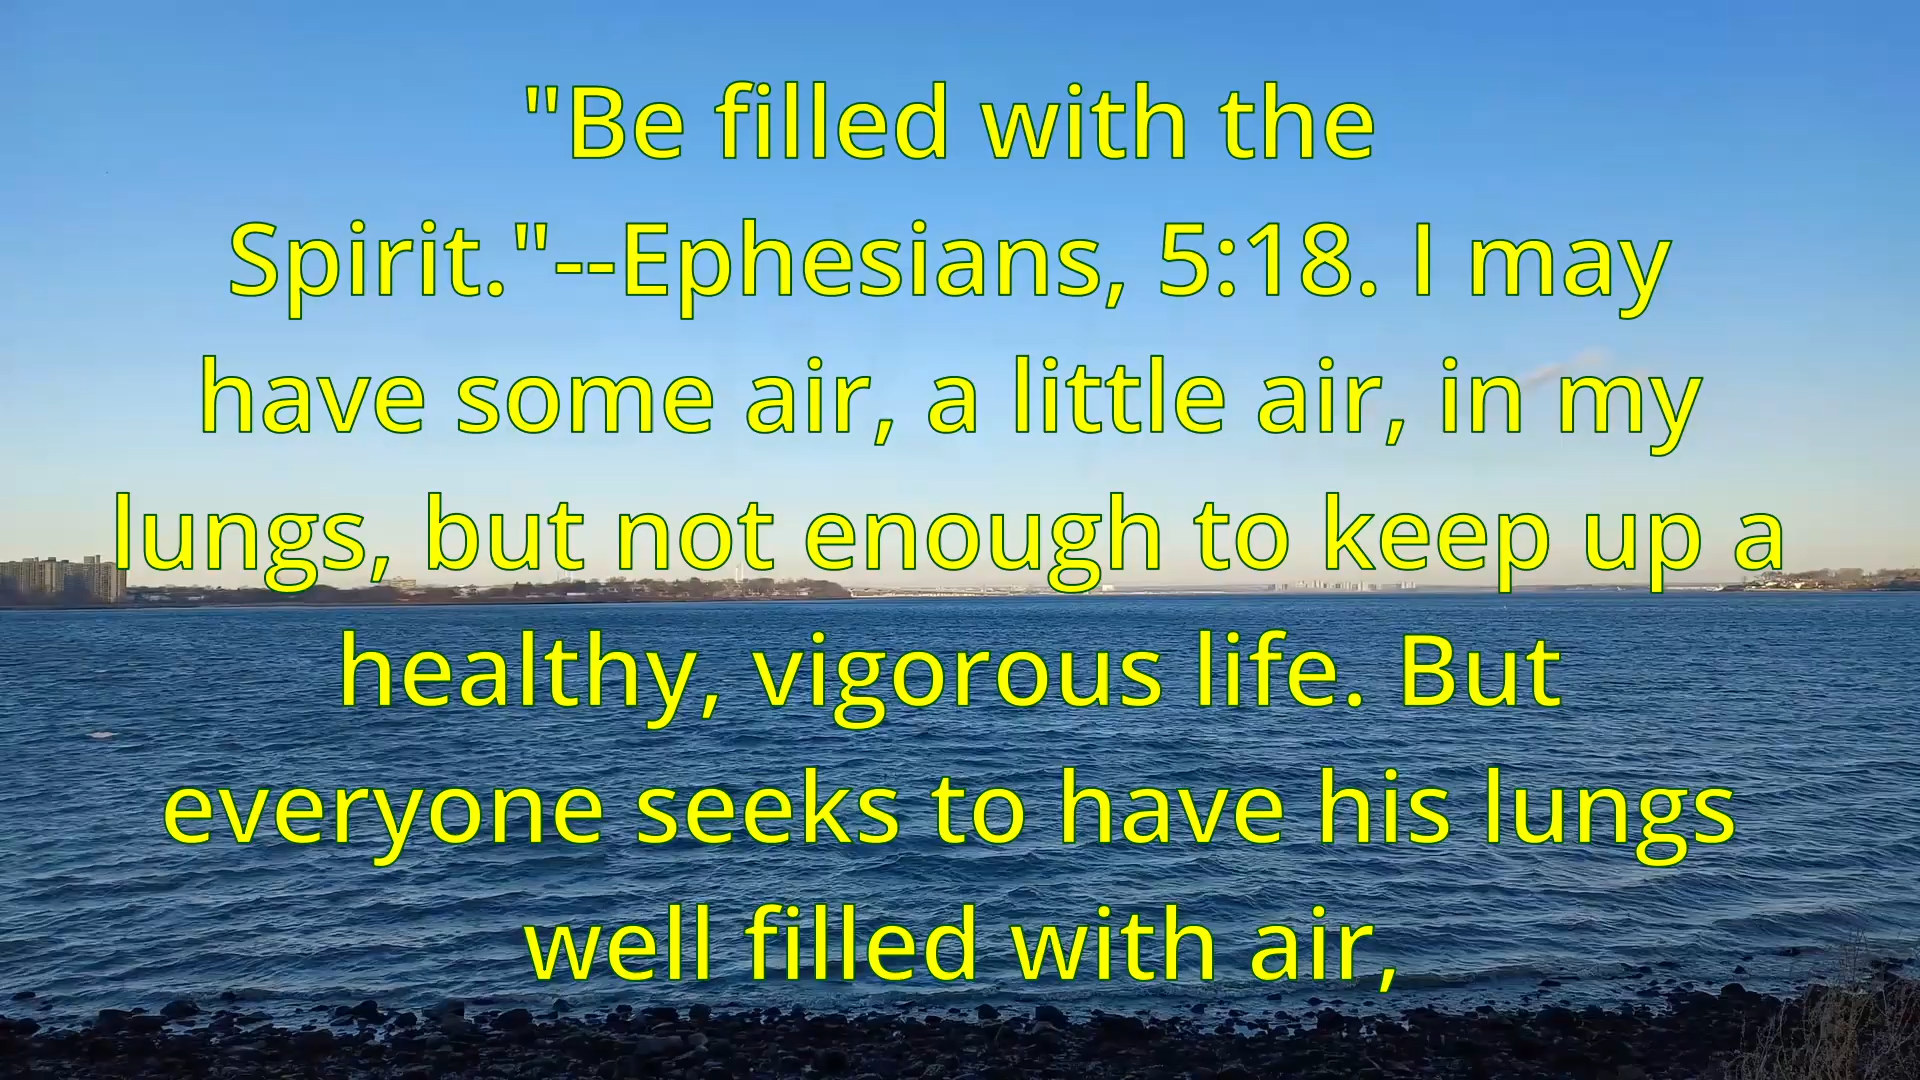 "Be filled with the
Spirit."--Ephesians, 5:18. I may
have some air, a little air, in my
lungs, but not enough to keep up a
healthy, vigorous life. But
everyone seeks to have his lungs
well filled with air,